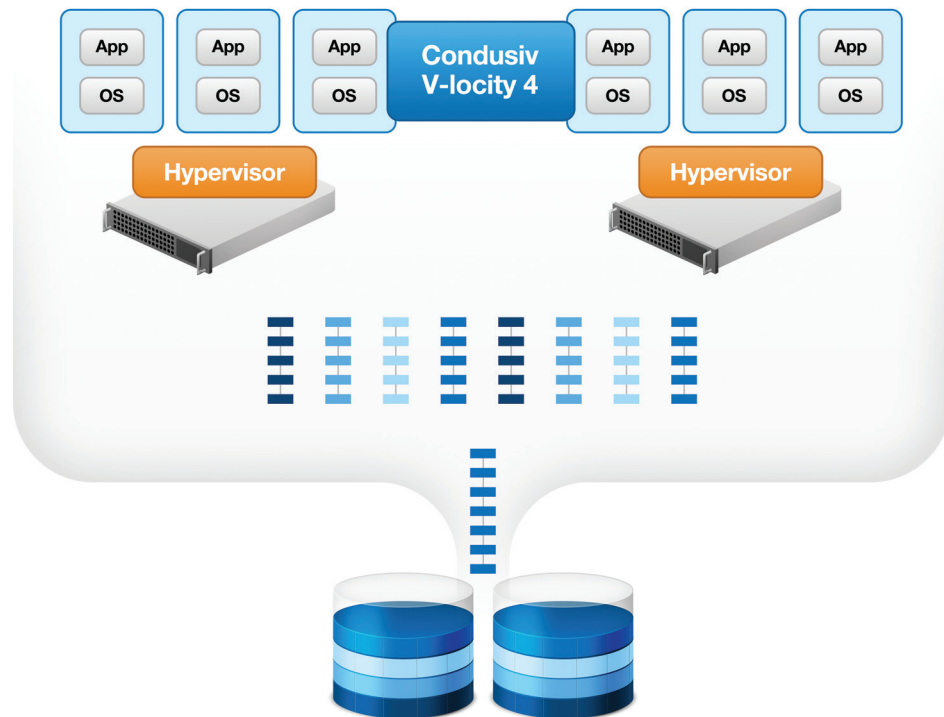 App
App
App
Condusiv
V-locity 4
App
App
App
OS
OS
OS
OS
OS
OS
Hypervisor
Hypervisor